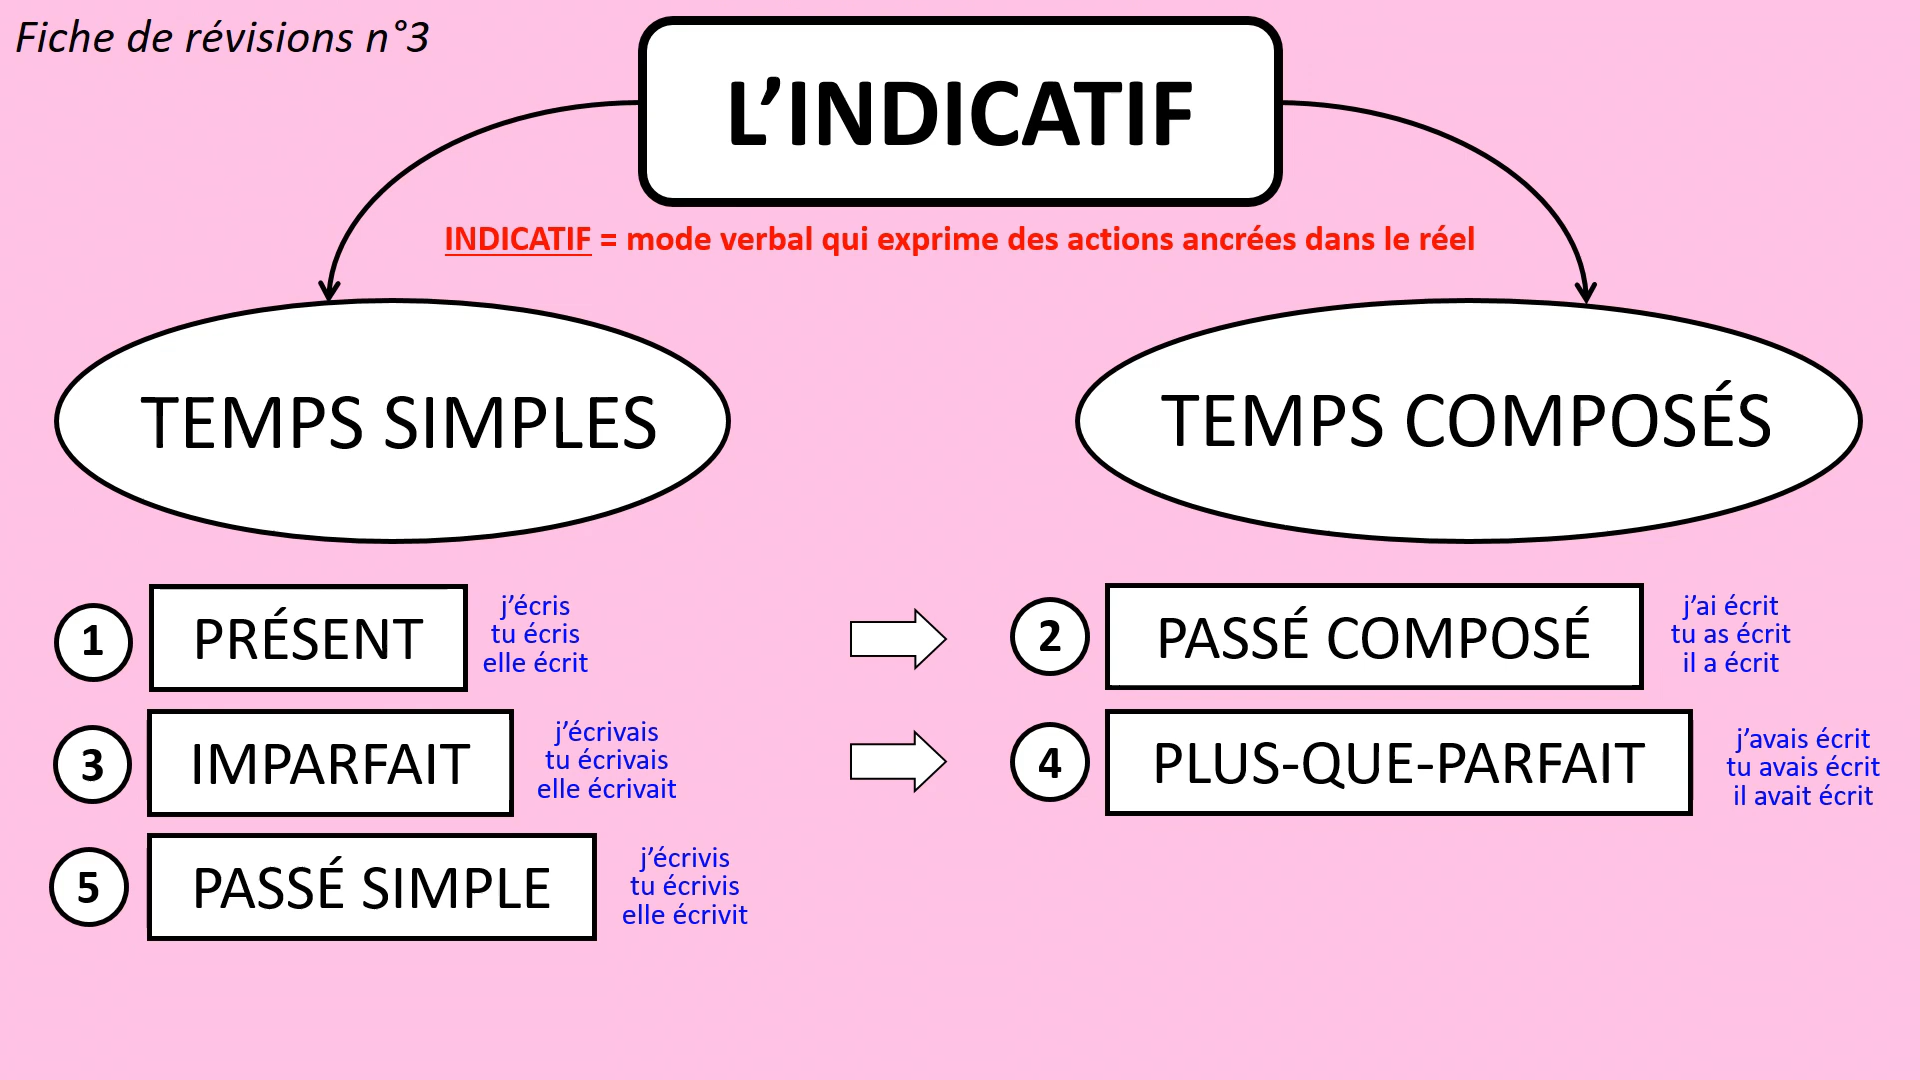 Fiche de révisions n°3
L’INDICATIF
INDICATIF = mode verbal qui exprime des actions ancrées dans le réel
TEMPS SIMPLES
TEMPS COMPOSÉS
1
PRÉSENT
j’écris
tu écris
elle écrit
2
PASSÉ COMPOSÉ
j’ai écrit
tu as écrit
il a écrit
3
IMPARFAIT
j’écrivais
tu écrivais
elle écrivait
4
PLUS-QUE-PARFAIT
j’avais écrit
tu avais écrit
il avait écrit
5
PASSÉ SIMPLE
j’écrivis
tu écrivis
elle écrivit